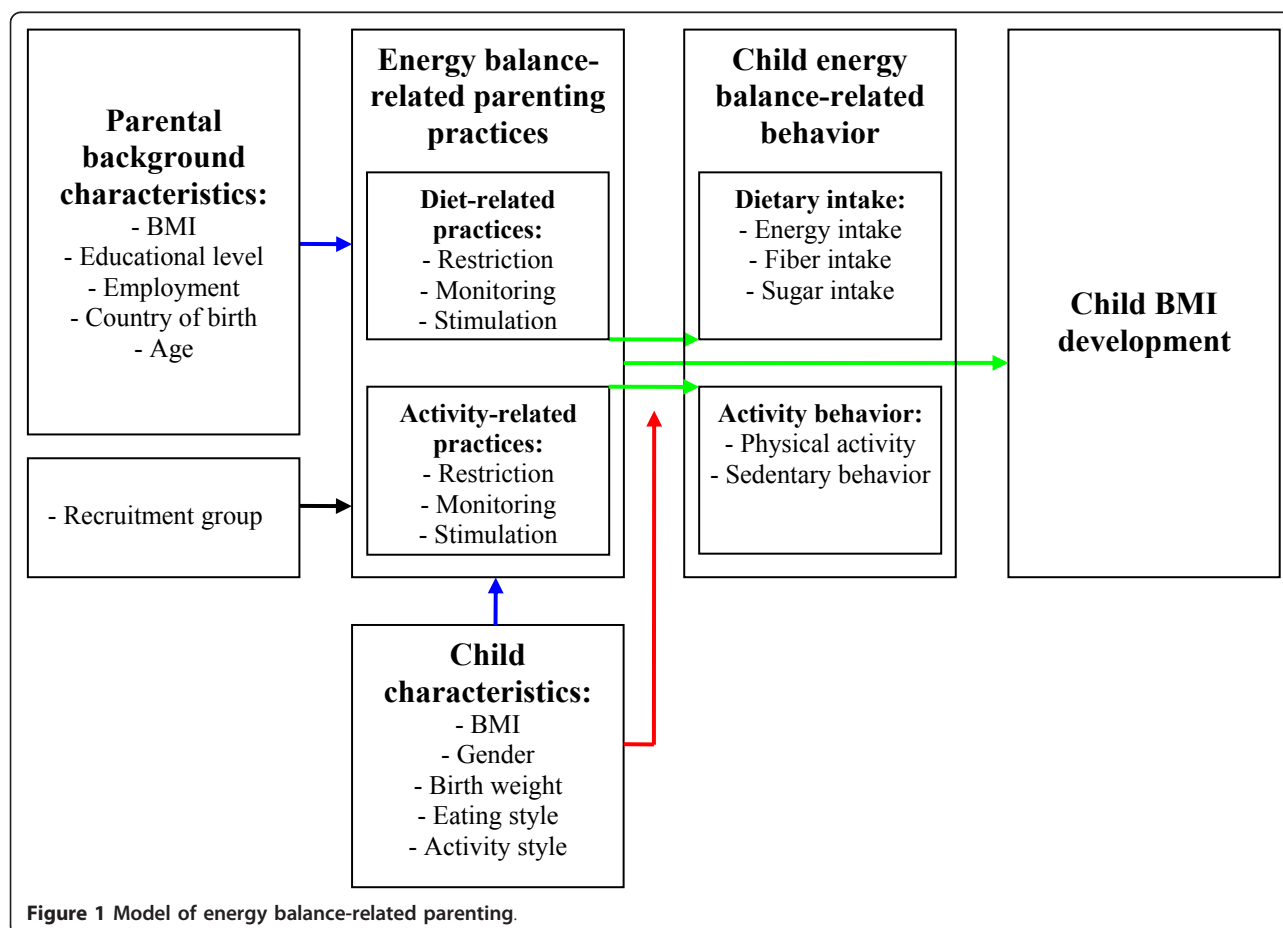 Parental
background
characteristics:
- BMI
- Educational level
- Employment
- Country of birth
- Age
- Recruitment group
Energy balance-
related parenting
practices
Diet-related
practices:
- Restriction
- Monitoring
- Stimulation
Activity-related
practices:
- Restriction
- Monitoring
- Stimulation
Child
characteristics:
- BMI
- Gender
- Birth weight
- Eating style
- Activity style
Child energy
balance-related
behavior
Dietary intake:
- Energy intake
- Fiber intake
- Sugar intake
Activity behavior:
- Physical activity
- Sedentary behavior
Child BMI
development
Figure 1 Model of energy balance-related parenting.